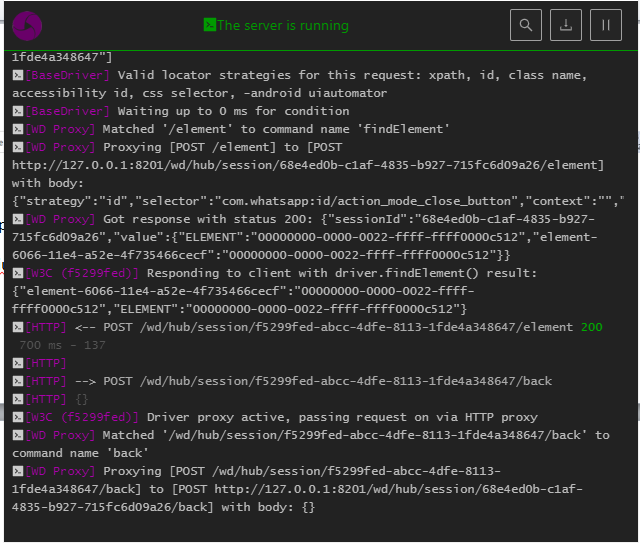 The server is running
1fde4a348647"]
[BaseDriver] Valid locator strategies for this request: xpath, id, class name,
accessibility id, css selector, -android uiautomator
[BaseDriver] Waiting up to 0 ms for condition
[WD Proxy] Matched '/element' to command name 'findElement'
[WD Proxy] Proxying [POST /element] to [POST
http://127.0.0.1:8201/wd/hub/session/68e4ed0b-c1af-4835-b927-715fc6d09a26/element]
with body:
{"strategy":"id","selector":"com.whatsapp:id/action_mode_close_button","context":"","
[WD Proxy] Got response with status 200: {"sessionId":"68e4ed0b-c1af-4835-b927-
715fc6d09a26","value":{"ELEMENT":"00000000-0000-0022-ffff-ffff0000c512","element-
6066-11e4-a52e-4f735466cecf":"00000000-0000-0022-ffff-ffff0000c512"}}
[W3C (f5299fed)] Responding to client with driver.findElement() result:
{"element-6066-11e4-a52e-4f735466cecf":"00000000-0000-0022-ffff-
ffff0000c512","ELEMENT":"00000000-0000-0022-ffff-ffff0000c512"}
[HTTP] <-- POST /wd/hub/session/f5299fed-abcc-4dfe-8113-1fde4a348647/element 200
700 ms - 137
[HTTP]
[HTTP] --> POST /wd/hub/session/f5299fed-abcc-4dfe-8113-1fde4a348647/back
[HTTP] {}
[W3C (f5299fed)] Driver proxy active, passing request on via HTTP proxy
[WD Proxy] Matched '/wd/hub/session/f5299fed-abcc-4dfe-8113-1fde4a348647/back' to
command name 'back'
[WD Proxy] Proxying [POST /wd/hub/session/f5299fed-abcc-4dfe-8113-
1fde4a348647/back] to [POST http://127.0.0.1:8201/wd/hub/session/68e4ed0b-c1af-
4835-b927-715fc6d09a26/back] with body: {}